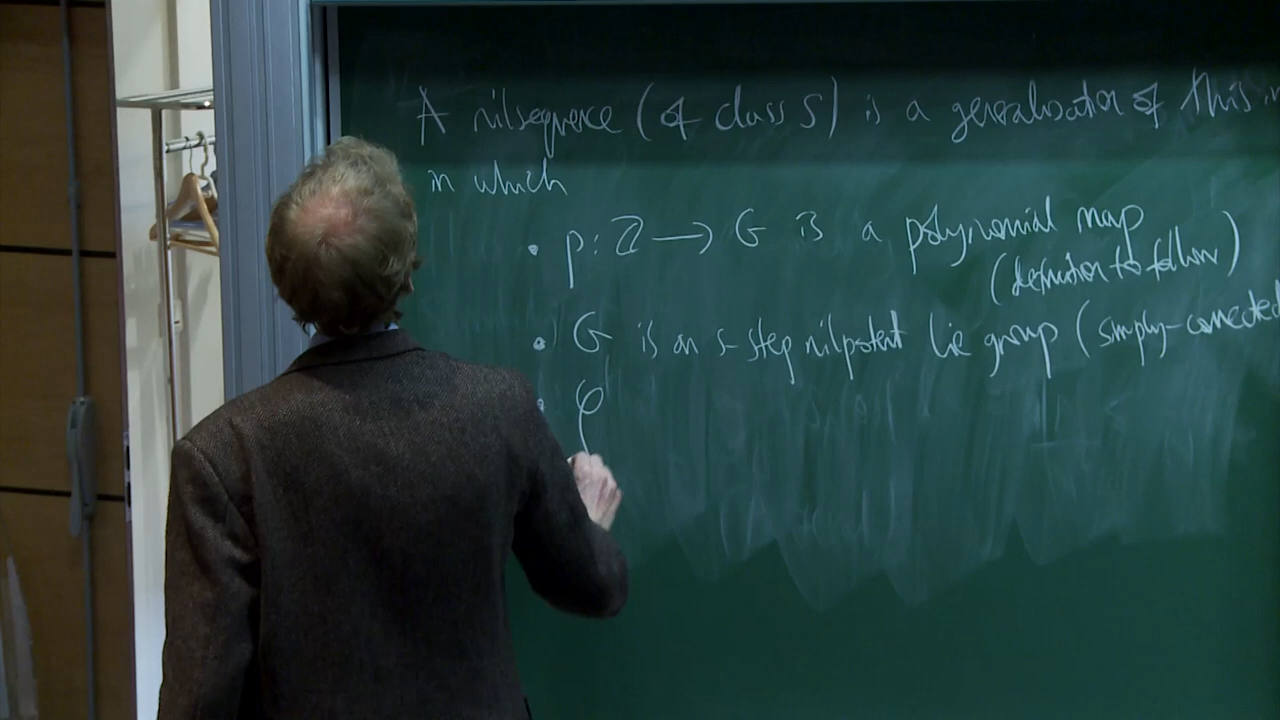 A nilsequence (of class S) is a generalisation of this in
in which
• p: ℤ → G is a polynomial map
(definition to follow)
• G is an s-step nilpotent Lie group (simply-connected
• φ